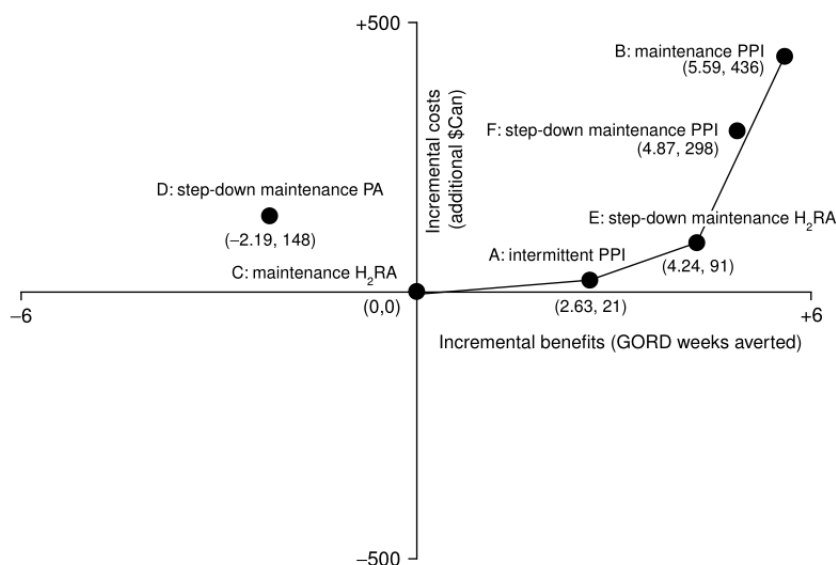 +500
B: maintenance PPI
(5.59, 436)
Incremental costs
(additional $Can)
F: step-down maintenance PPI
(4.87, 298)
D: step-down maintenance PA
(−2.19, 148)
E: step-down maintenance H₂RA
(4.24, 91)
A: intermittent PPI
C: maintenance H₂RA
(0,0)
(2.63, 21)
−6
+6
Incremental benefits (GORD weeks averted)
−500